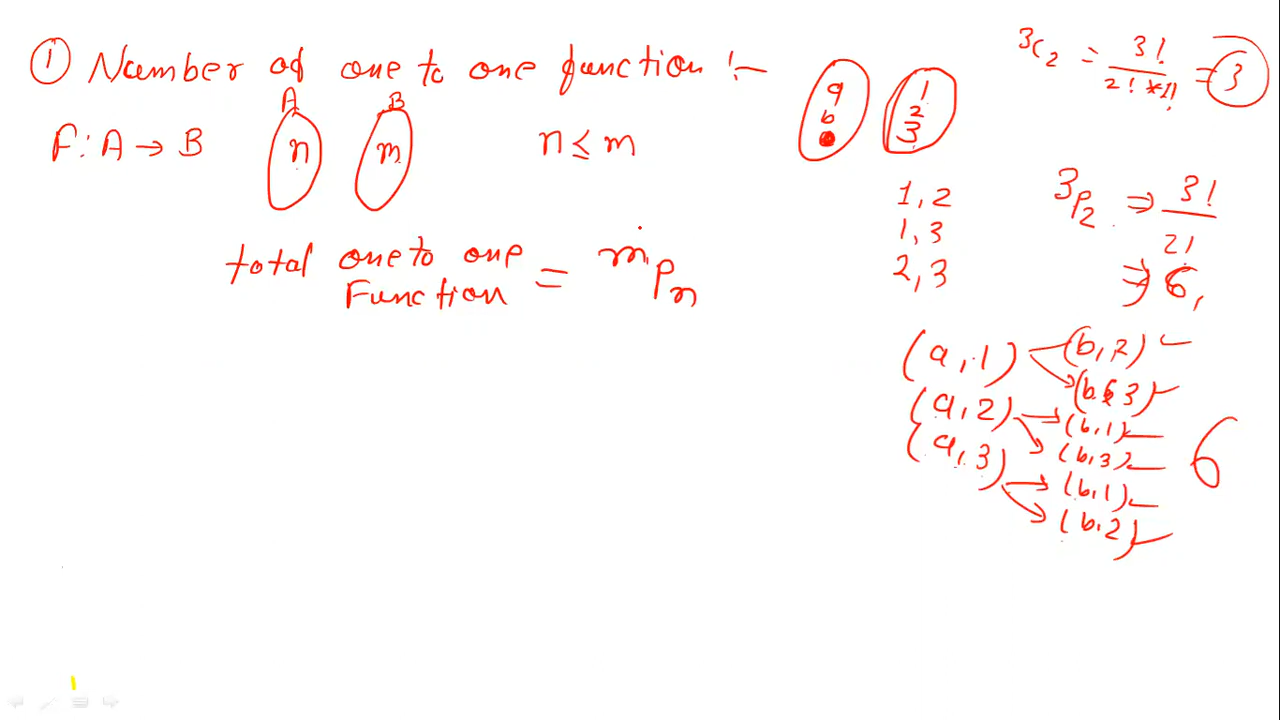 ① Number of one to one function :-
F: A → B
A
n
B
m
n ≤ m
total one to one Function = mPn
a
b
1
2
3
3C2 = 3! / 2! * 1! = 3
1, 2
1, 3
2, 3
3P2 ⇒ 3! / 2!
⇒ 6,
(a, 1) → (b, 2) ✓
(b, 3) ✓
(a, 2) → (b, 1) ✓
(b, 3) ✓
(a, 3) → (b, 1) ✓
(b, 2) ✓
6